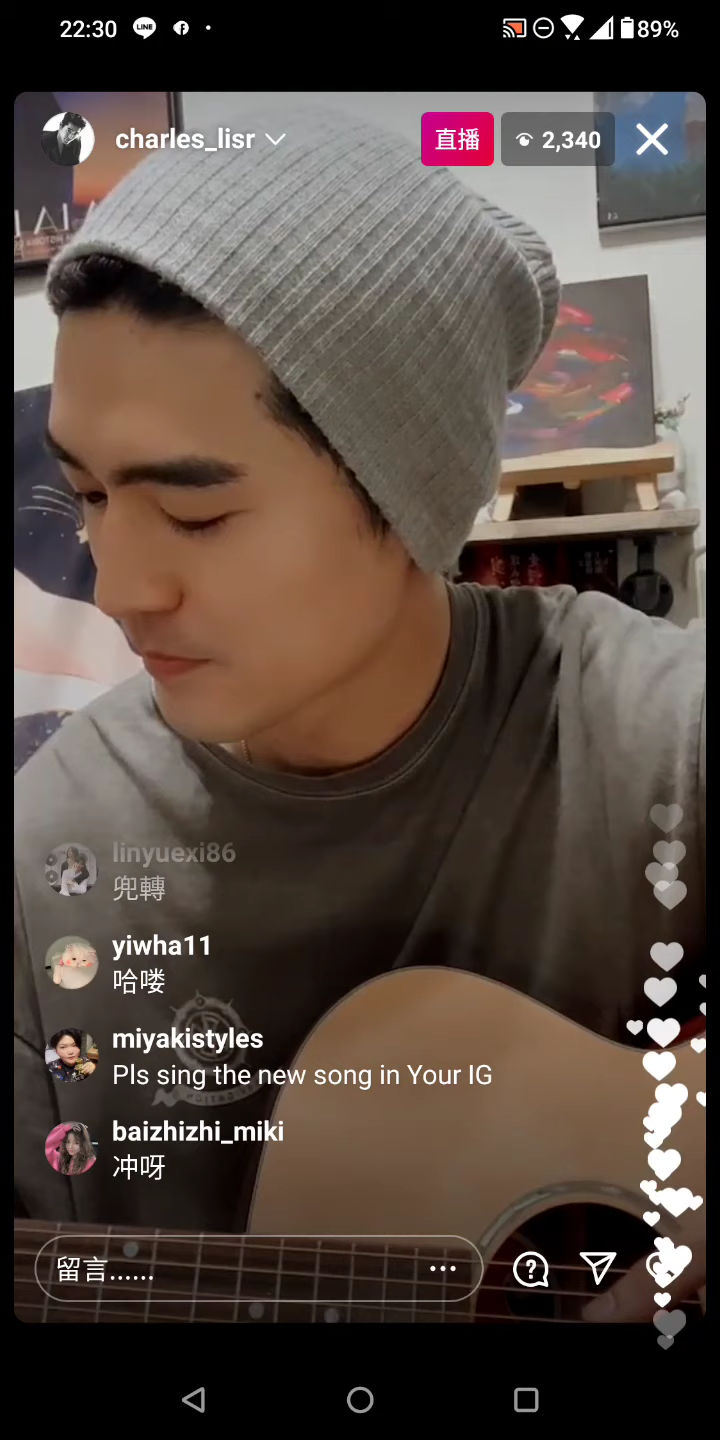 22:30
LINE
89%
charles_lisr
直播
2,340
linyuexi86
兜轉
yiwha11
哈喽
miyakistyles
Pls sing the new song in Your IG
baizhizhi_miki
冲呀
留言......